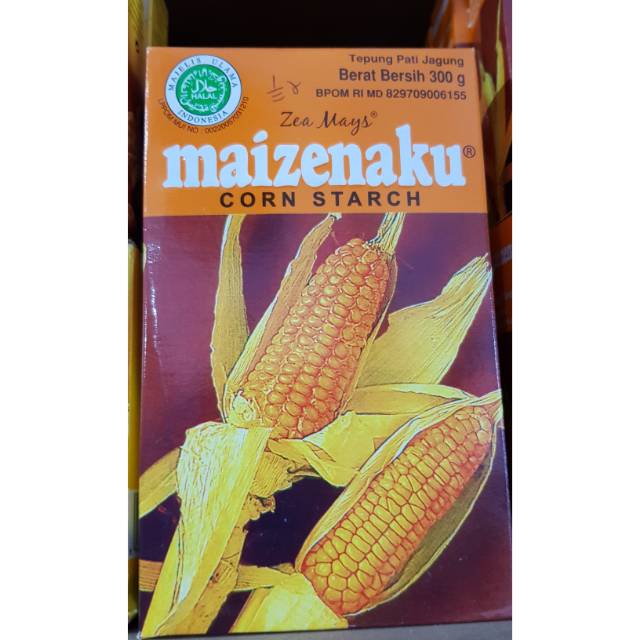 Tepung Pati Jagung
Berat Bersih 300 g
BPOM RI MD 829709006155
MAJELIS ULAMA
HALAL
INDONESIA
Zea Mays®
maizenaku®
CORN STARCH